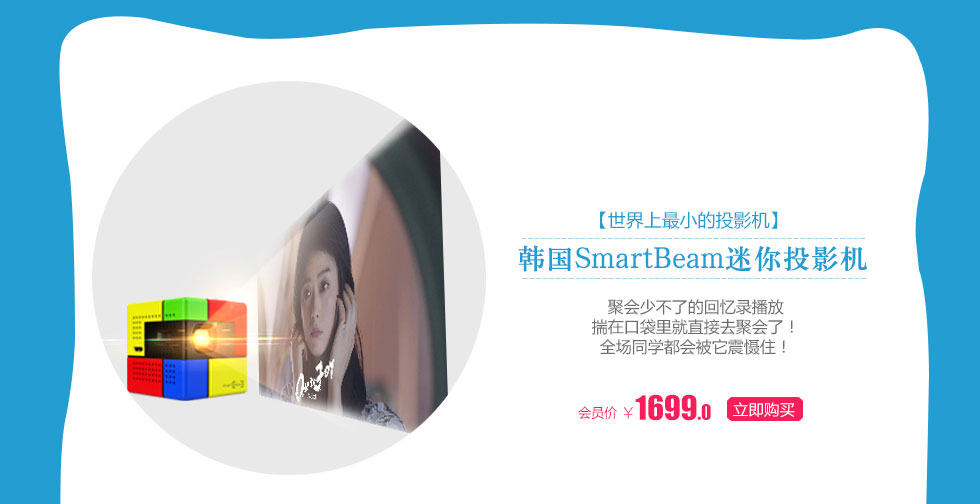 【世界上最小的投影机】
韩国SmartBeam迷你投影机
聚会少不了的回忆录播放
揣在口袋里就直接去聚会了！
全场同学都会被它震慑住！
会员价 ￥1699.0 立即购买